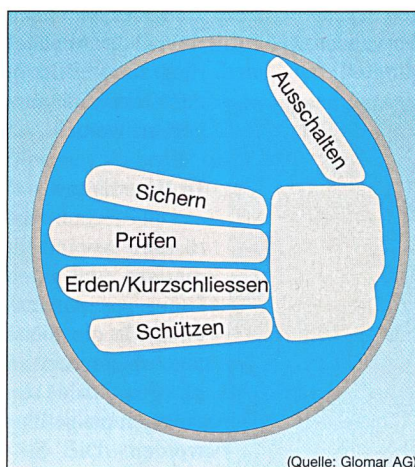 Ausschalten
Sichern
Prüfen
Erden/Kurzschliessen
Schützen
(Quelle: Glomar AG)